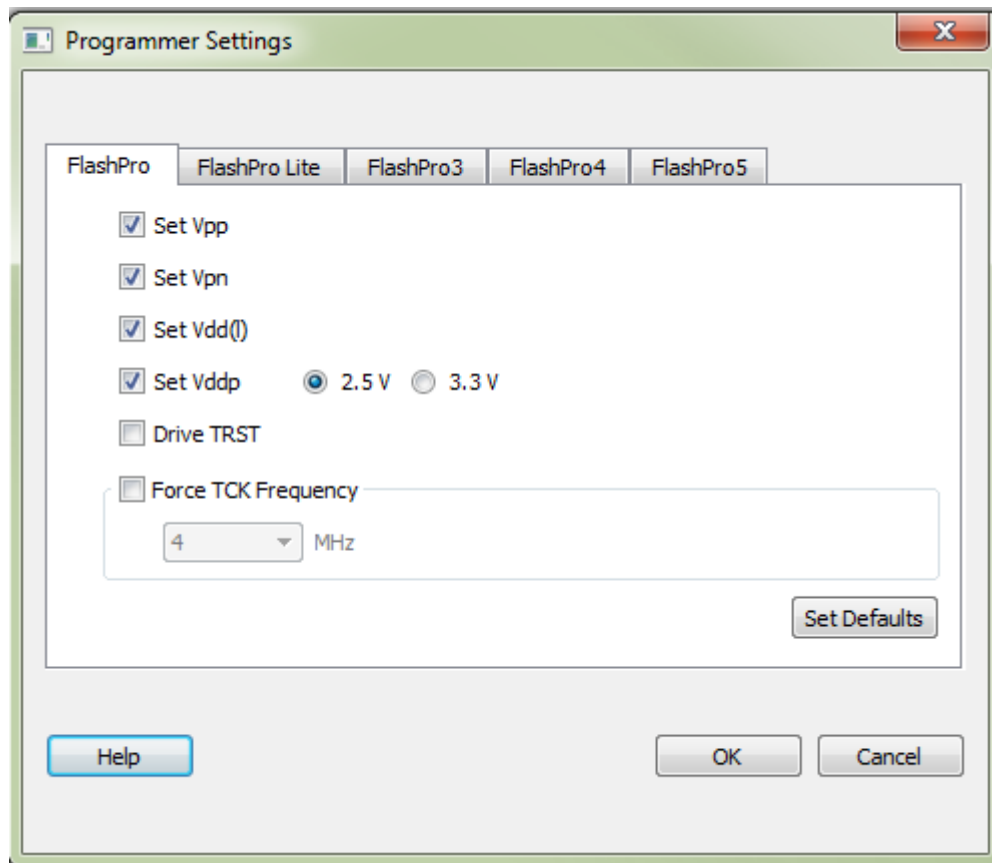 Programmer Settings
FlashPro FlashPro Lite FlashPro3 FlashPro4 FlashPro5
Set Vpp
Set Vpn
Set Vdd(l)
Set Vddp 2.5 V 3.3 V
Drive TRST
Force TCK Frequency
4 MHz
Set Defaults
Help OK Cancel